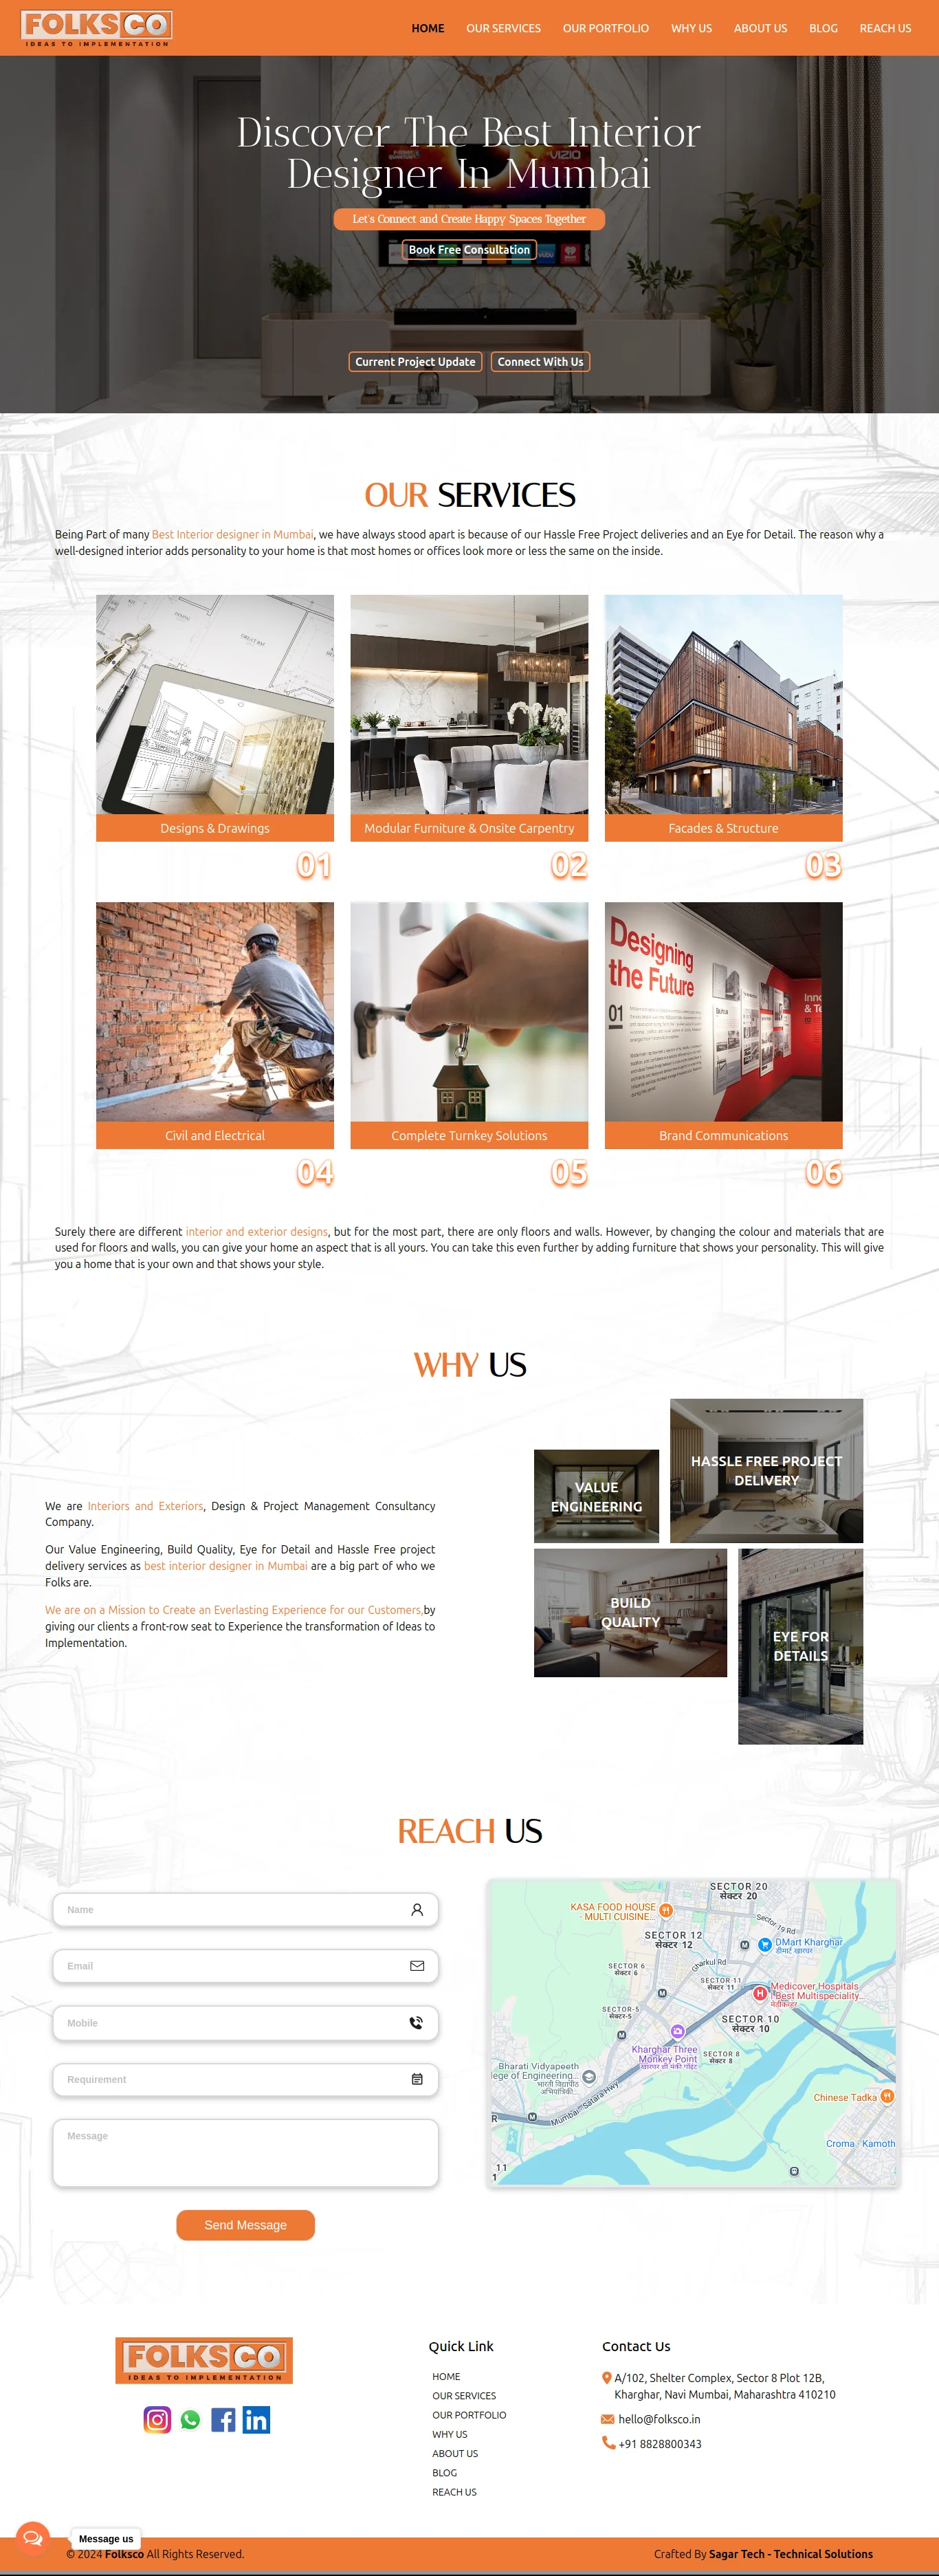 FOLKSCO
IDEAS TO IMPLEMENTATION
HOME
OUR SERVICES
OUR PORTFOLIO
WHY US
ABOUT US
BLOG
REACH US
Discover The Best Interior
Designer In Mumbai
VIZIO
Let's Connect and Create Happy Spaces Together
Book Free Consultation
Current Project Update
Connect With Us
OUR SERVICES
Being Part of many Best Interior designer in Mumbai, we have always stood apart is because of our Hassle Free Project deliveries and an Eye for Detail. The reason why a
well-designed interior adds personality to your home is that most homes or offices look more or less the same on the inside.
Designs & Drawings
Modular Furniture & Onsite Carpentry
Facades & Structure
01
02
03
Designing
the Future
01
Civil and Electrical
Complete Turnkey Solutions
Brand Communications
04
05
06
Surely there are different interior and exterior designs, but for the most part, there are only floors and walls. However, by changing the colour and materials that are
used for floors and walls, you can give your home an aspect that is all yours. You can take this even further by adding furniture that shows your personality. This will give
you a home that is your own and that shows your style.
WHY US
We are Interiors and Exteriors, Design & Project Management Consultancy
Company.
Our Value Engineering, Build Quality, Eye for Detail and Hassle Free project
delivery services as best interior designer in Mumbai are a big part of who we
Folks are.
We are on a Mission to Create an Everlasting Experience for our Customers,by
giving our clients a front-row seat to Experience the transformation of Ideas to
Implementation.
VALUE
ENGINEERING
HASSLE FREE PROJECT
DELIVERY
BUILD
QUALITY
EYE FOR
DETAILS
REACH US
Name
Email
Mobile
Requirement
Message
Send Message
SECTOR 20
सेक्टर 20
KASA FOOD HOUSE
- MULTI CUISINE...
Sector 19 Rd
SECTOR 12
सेक्टर 12
DMart Kharghar
डीमार्ट खारघर
Gharkul Rd
SECTOR 6
सेक्टर 6
SECTOR 11
सेक्टर 11
Medicover Hospitals
| Best Multispeciality...
मेडीकव्हर
SECTOR-5
सेक्टर-5
SECTOR 10
सेक्टर 10
Kharghar Three
Monkey Point
खारघर थ्री मंकी पॉइंट
SECTOR 8
सेक्टर 8
Bharati Vidyapeeth
lege of Engineering...
भारती विद्यापीठ
अभियांत्रिकी...
Mumbai - Satara Hwy
Chinese Tadka
R
Croma - Kamoth
11
1
FOLKSCO
IDEAS TO IMPLEMENTATION
Quick Link
HOME
OUR SERVICES
OUR PORTFOLIO
WHY US
ABOUT US
BLOG
REACH US
Contact Us
A/102, Shelter Complex, Sector 8 Plot 12B,
Kharghar, Navi Mumbai, Maharashtra 410210
hello@folksco.in
+91 8828800343
Message us
© 2024 Folksco All Rights Reserved.
Crafted By Sagar Tech - Technical Solutions